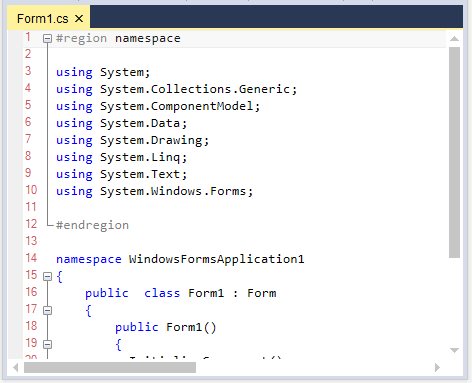 Form1.cs
1 #region namespace
2
3 using System;
4 using System.Collections.Generic;
5 using System.ComponentModel;
6 using System.Data;
7 using System.Drawing;
8 using System.Linq;
9 using System.Text;
10 using System.Windows.Forms;
11
12 #endregion
13
14 namespace WindowsFormsApplication1
15 {
16 public  class Form1 : Form
17 {
18 public Form1()
19 {